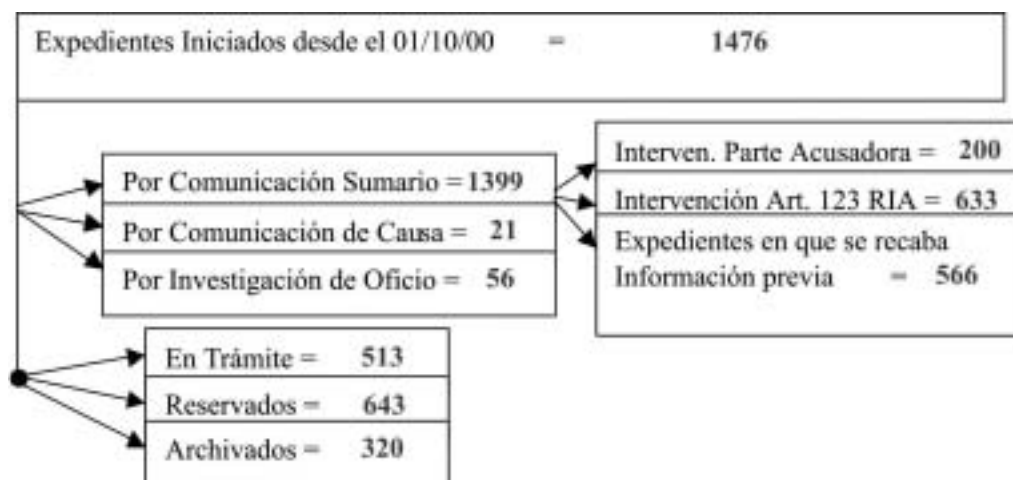 Expedientes Iniciados desde el 01/10/00 = 1476
Por Comunicación Sumario = 1399
Por Comunicación de Causa = 21
Por Investigación de Oficio = 56
Interven. Parte Acusadora = 200
Intervención Art. 123 RIA = 633
Expedientes en que se recaba
Información previa = 566
En Trámite = 513
Reservados = 643
Archivados = 320